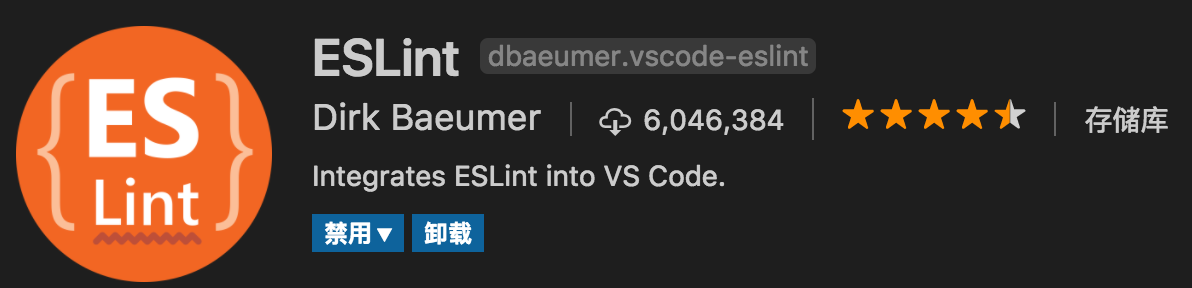 {ES
Lint}
ESLint dbaeumer.vscode-eslint
Dirk Baeumer | 6,046,384 | 存储库
Integrates ESLint into VS Code.
禁用▼ 卸载